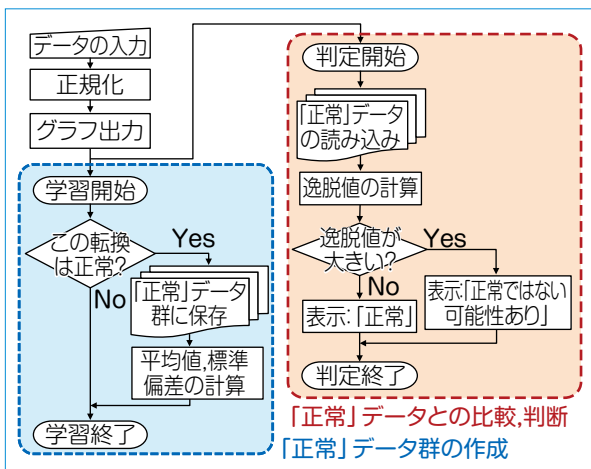 データの入力
正規化
グラフ出力
学習開始
この転換
は正常?
Yes
No
「正常」データ
群に保存
平均値,標準
偏差の計算
学習終了
「正常」データ群の作成
判定開始
「正常」データ
の読み込み
逸脱値の計算
逸脱値が
大きい?
Yes
No
表示:「正常」
表示:「正常ではない
可能性あり」
判定終了
「正常」データとの比較,判断